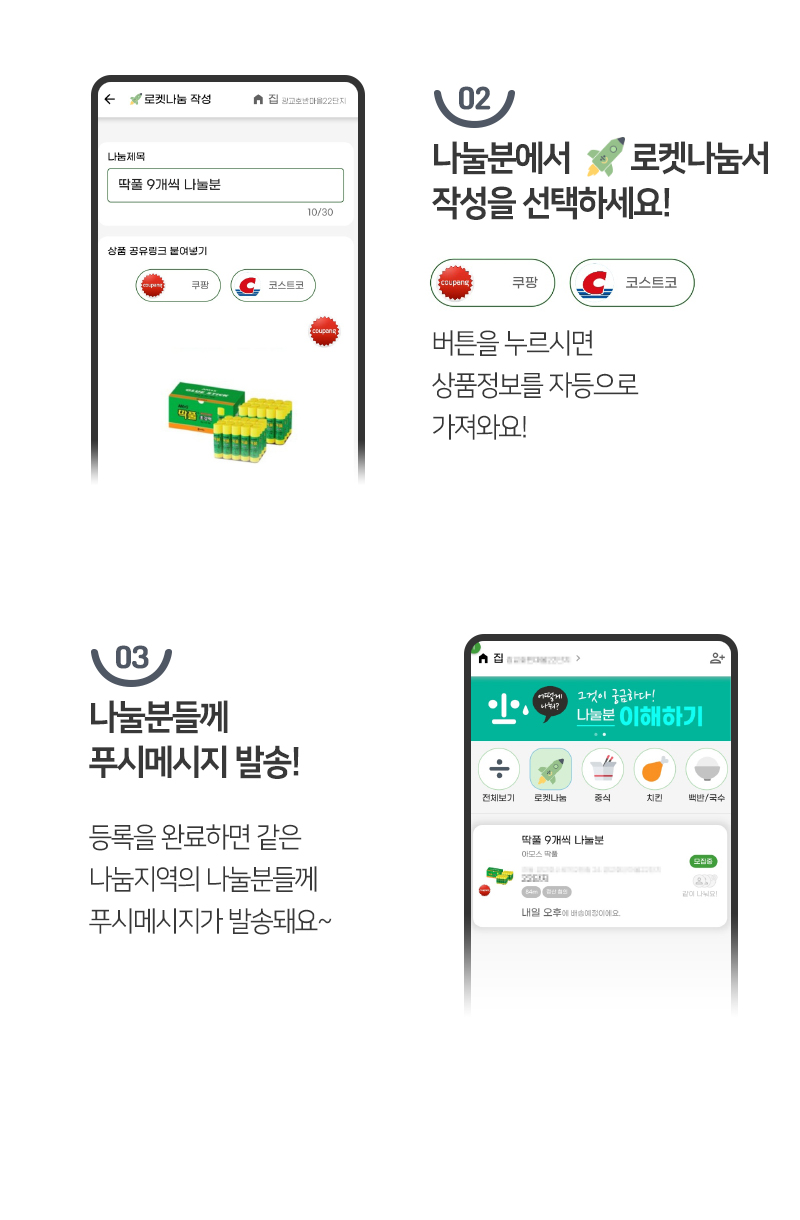 로켓나눔 작성
집 광교호반마을22단지
나눔제목
딱풀 9개씩 나눌분
10/30
상품 공유링크 붙여넣기
coupang 쿠팡
코스트코
coupang
딱풀
02
나눌분에서 로켓나눔서
작성을 선택하세요!
coupang 쿠팡
코스트코
버튼을 누르시면
상품정보를 자등으로
가져와요!
03
나눌분들께
푸시메시지 발송!
등록을 완료하면 같은
나눔지역의 나눌분들께
푸시메시지가 발송돼요~
집
어떻게
나눠?
그것이 궁금하다!
나눌분 이해하기
전체보기
로켓나눔
중식
치킨
백반/국수
딱풀 9개씩 나눌분
아모스 딱풀
모집중
같이 나눠요!
내일 오후에 배송예정이에요.